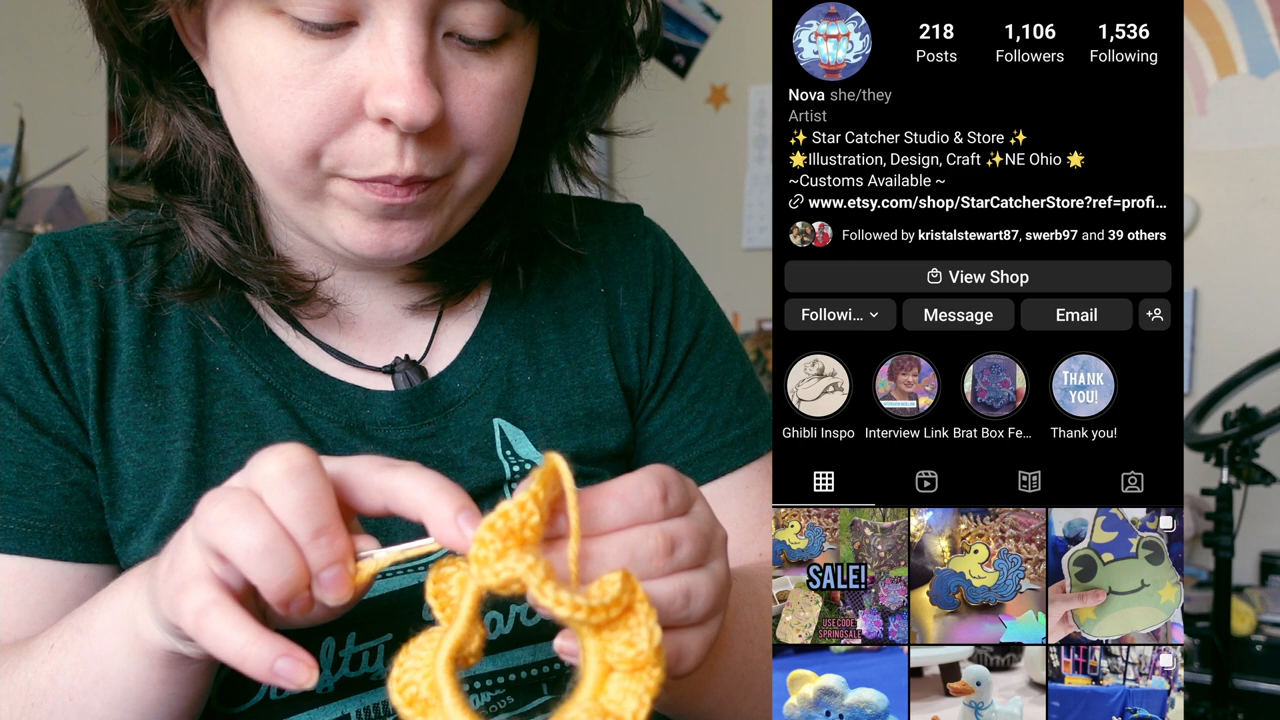 218
1,106
1,536
Posts
Followers
Following
Nova she/they
Artist
✨ Star Catcher Studio & Store ✨
🌟Illustration, Design, Craft ✨NE Ohio 🌟
~Customs Available ~
www.etsy.com/shop/StarCatcherStore?ref=profi...
Followed by kristalstewart87, swerb97 and 39 others
View Shop
Followi...
Message
Email
THANK
YOU!
Ghibli Inspo
Interview Link
Brat Box Fe...
Thank you!
SALE!
USE CODE
SPRINGSALE
Crafty